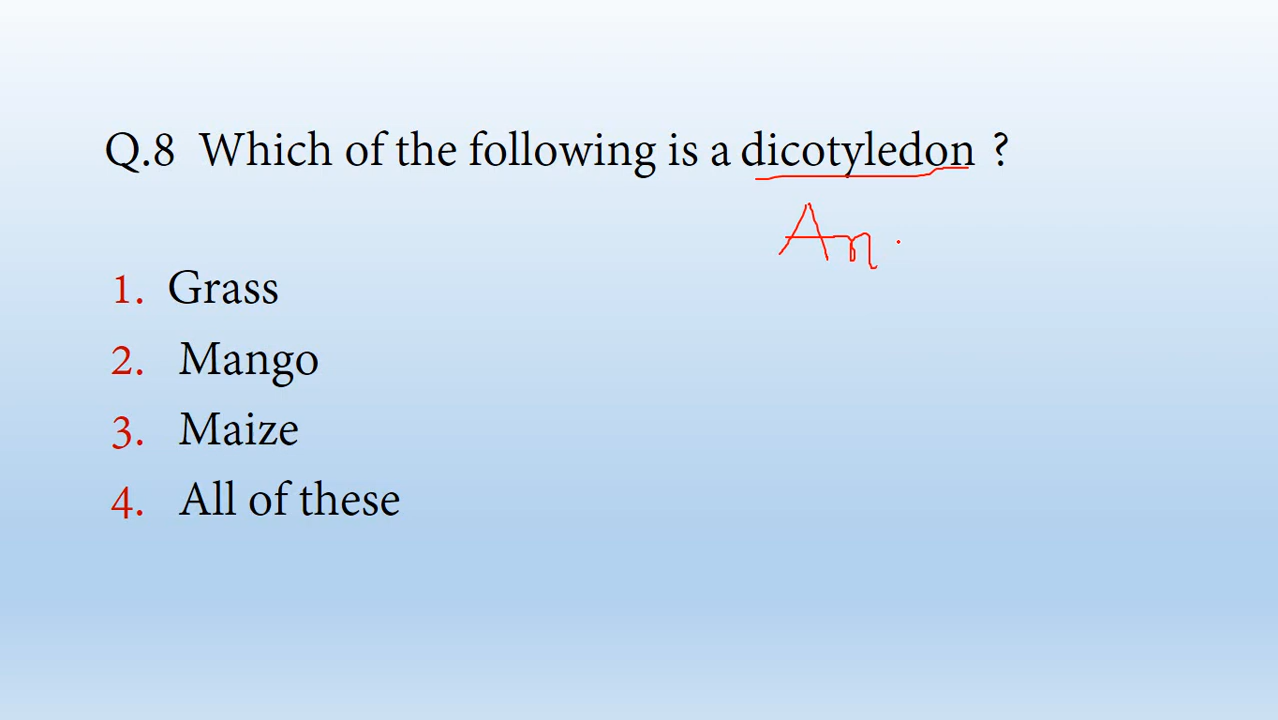 Q.8 Which of the following is a dicotyledon ?
An
1. Grass
2. Mango
3. Maize
4. All of these